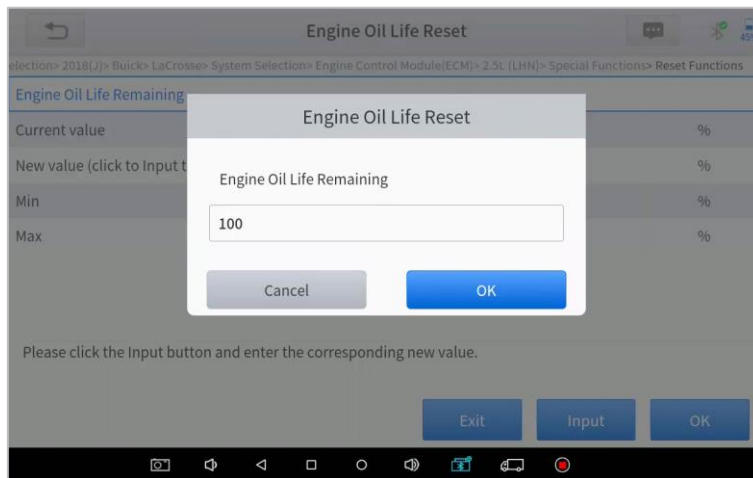 Engine Oil Life Reset
election> 2018(J)> Buick> LaCrosse> System Selection> Engine Control Module(ECM)> 2.5L (LHN)> Special Functions> Reset Functions
Engine Oil Life Remaining
Current value %
New value (click to Input t %
Min %
Max %
Engine Oil Life Reset
Engine Oil Life Remaining
100
Cancel OK
Please click the Input button and enter the corresponding new value.
Exit Input OK